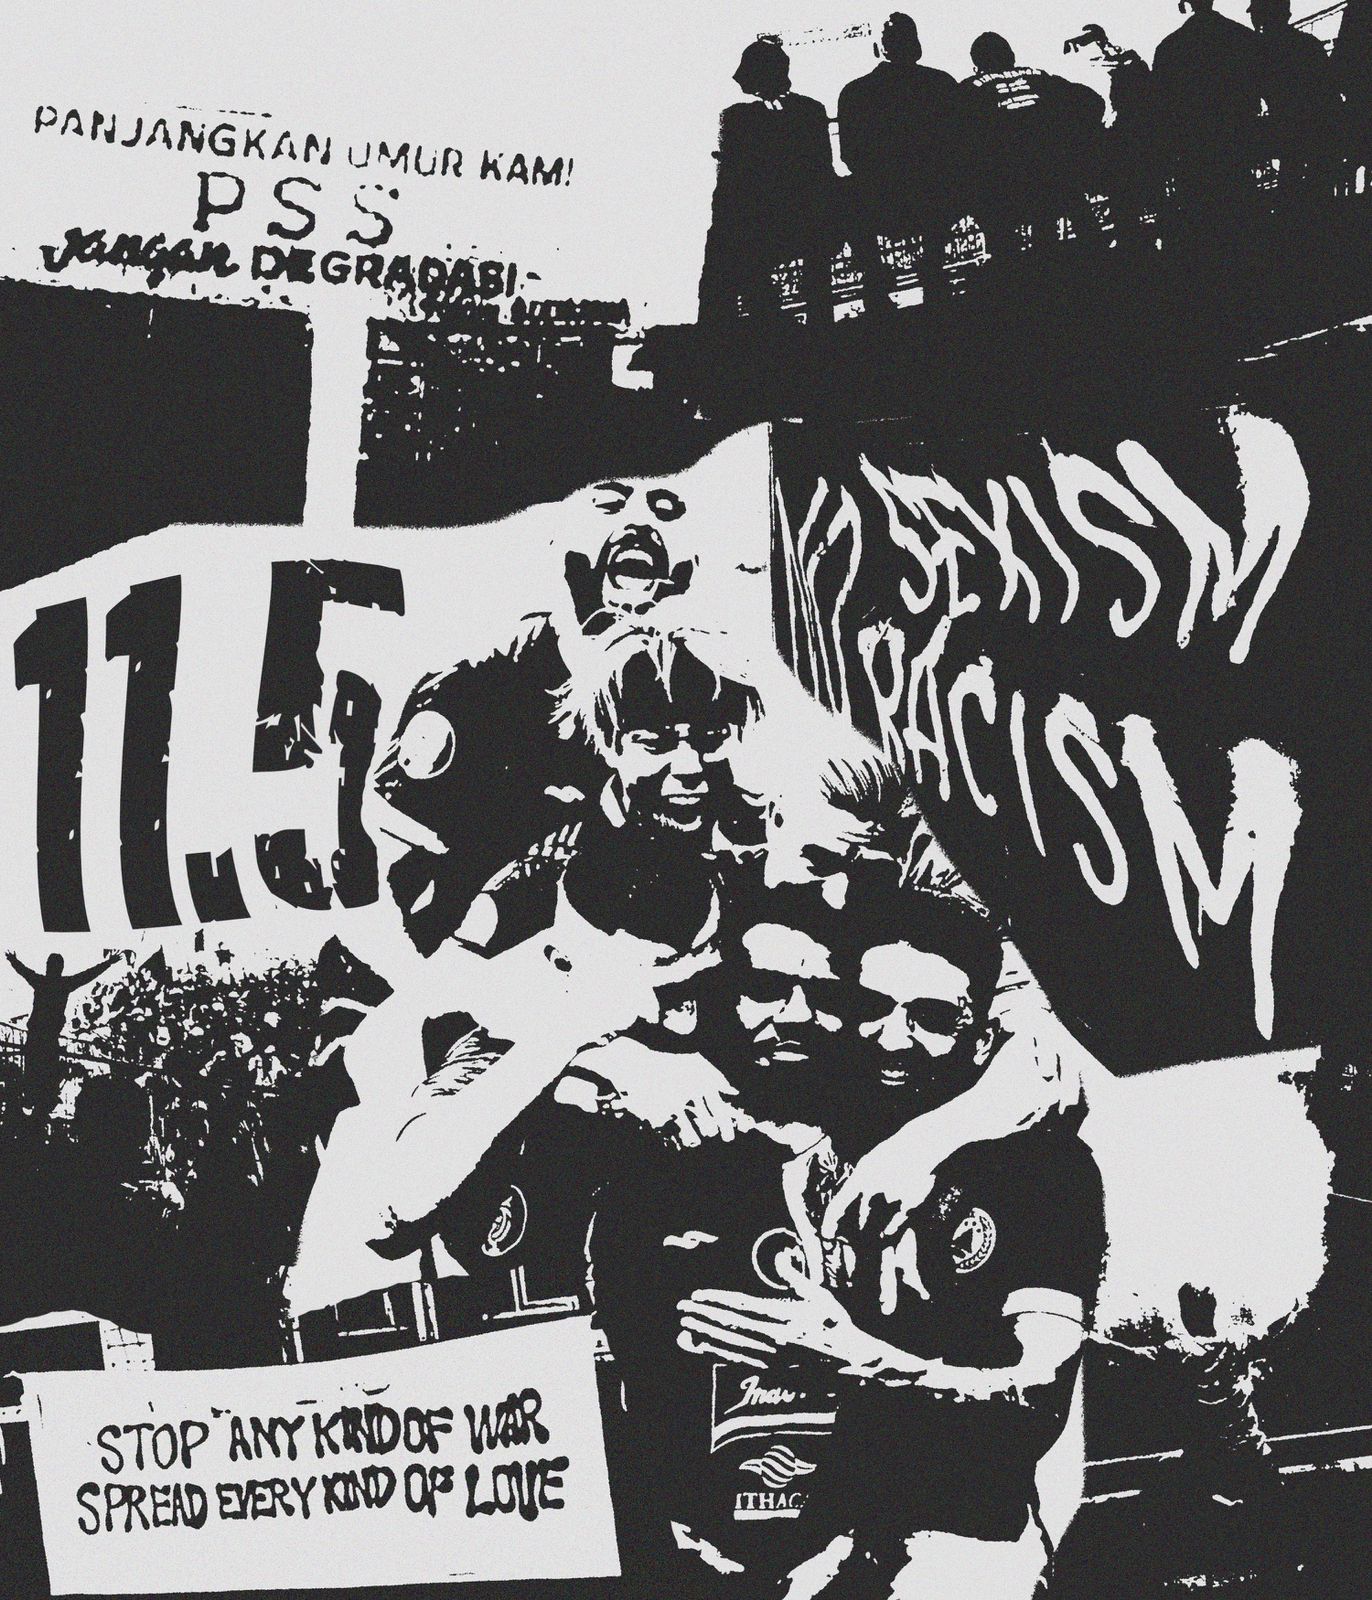 PANJANGKAN UMUR KAMI
PSS
Jangan DEGRADASI
NO SEXISM
RACISM
11.5
ITHACA
STOP ANY KIND OF WAR
SPREAD EVERY KIND OF LOVE